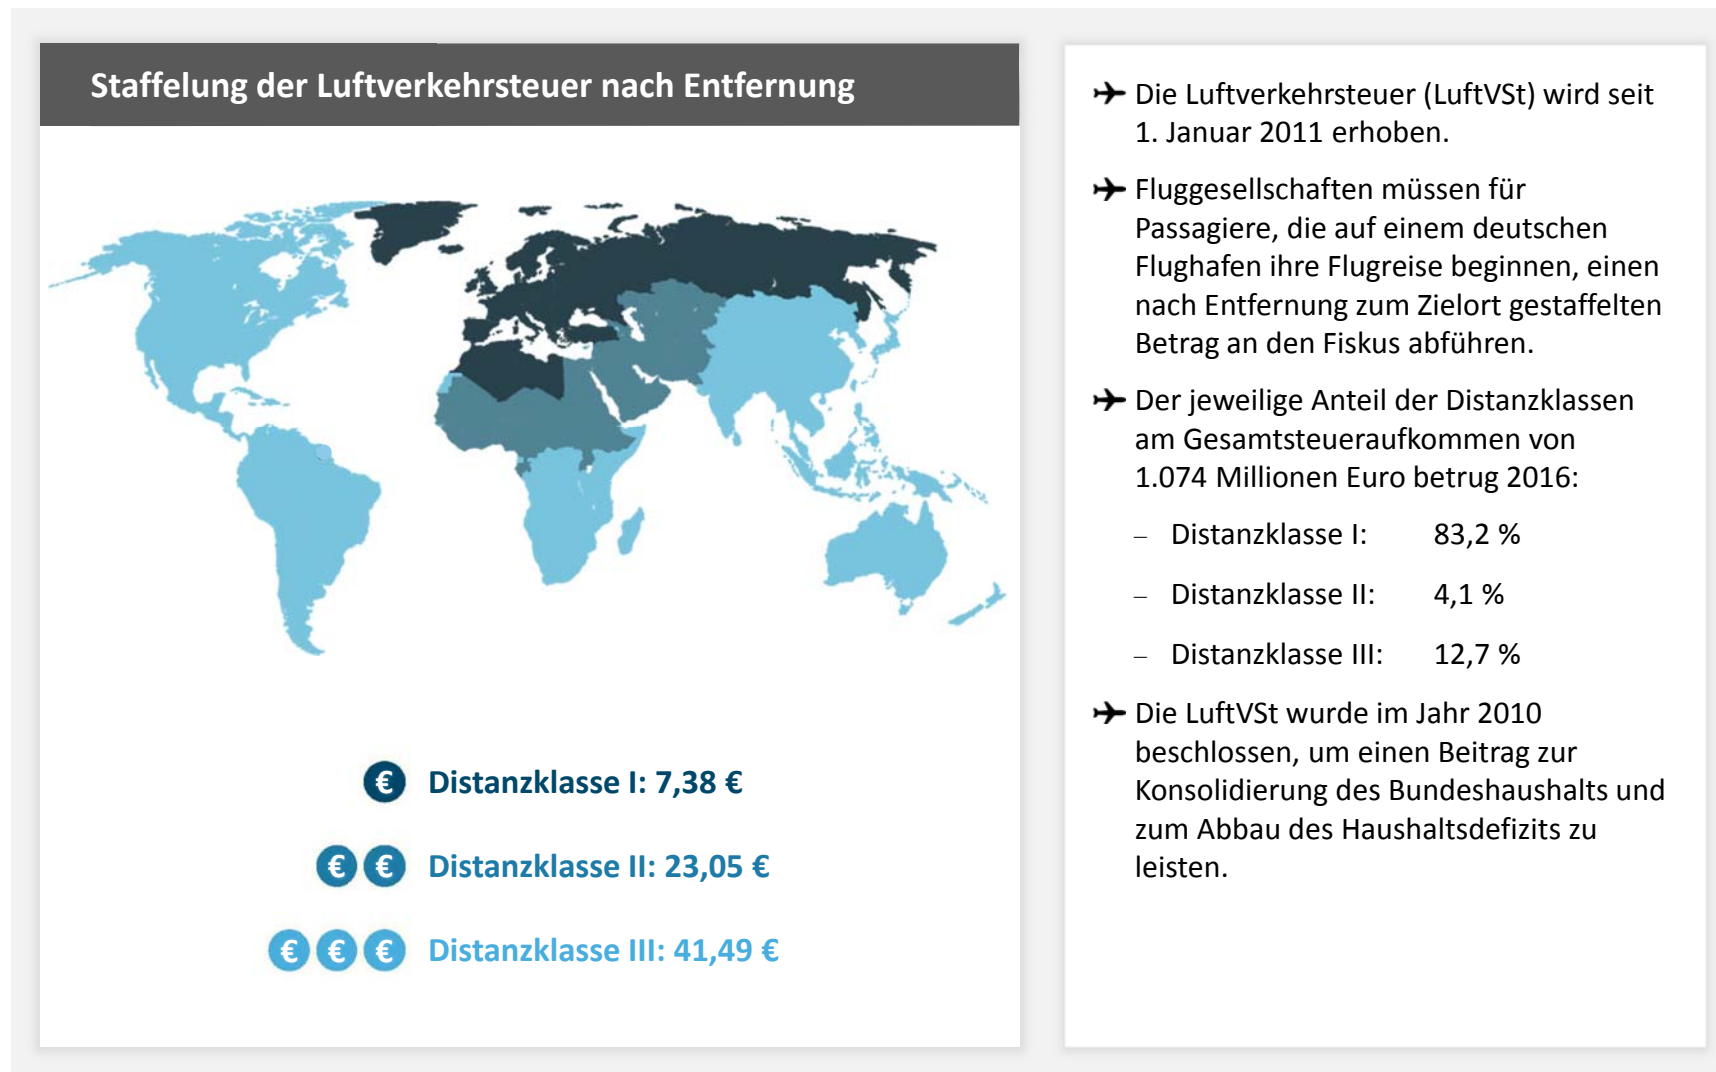 Staffelung der Luftverkehrsteuer nach Entfernung
€ Distanzklasse I: 7,38 €
€ € Distanzklasse II: 23,05 €
€ € € Distanzklasse III: 41,49 €
Die Luftverkehrsteuer (LuftVSt) wird seit
1. Januar 2011 erhoben.
Fluggesellschaften müssen für
Passagiere, die auf einem deutschen
Flughafen ihre Flugreise beginnen, einen
nach Entfernung zum Zielort gestaffelten
Betrag an den Fiskus abführen.
Der jeweilige Anteil der Distanzklassen
am Gesamtsteueraufkommen von
1.074 Millionen Euro betrug 2016:
– Distanzklasse I: 83,2 %
– Distanzklasse II: 4,1 %
– Distanzklasse III: 12,7 %
Die LuftVSt wurde im Jahr 2010
beschlossen, um einen Beitrag zur
Konsolidierung des Bundeshaushalts und
zum Abbau des Haushaltsdefizits zu
leisten.